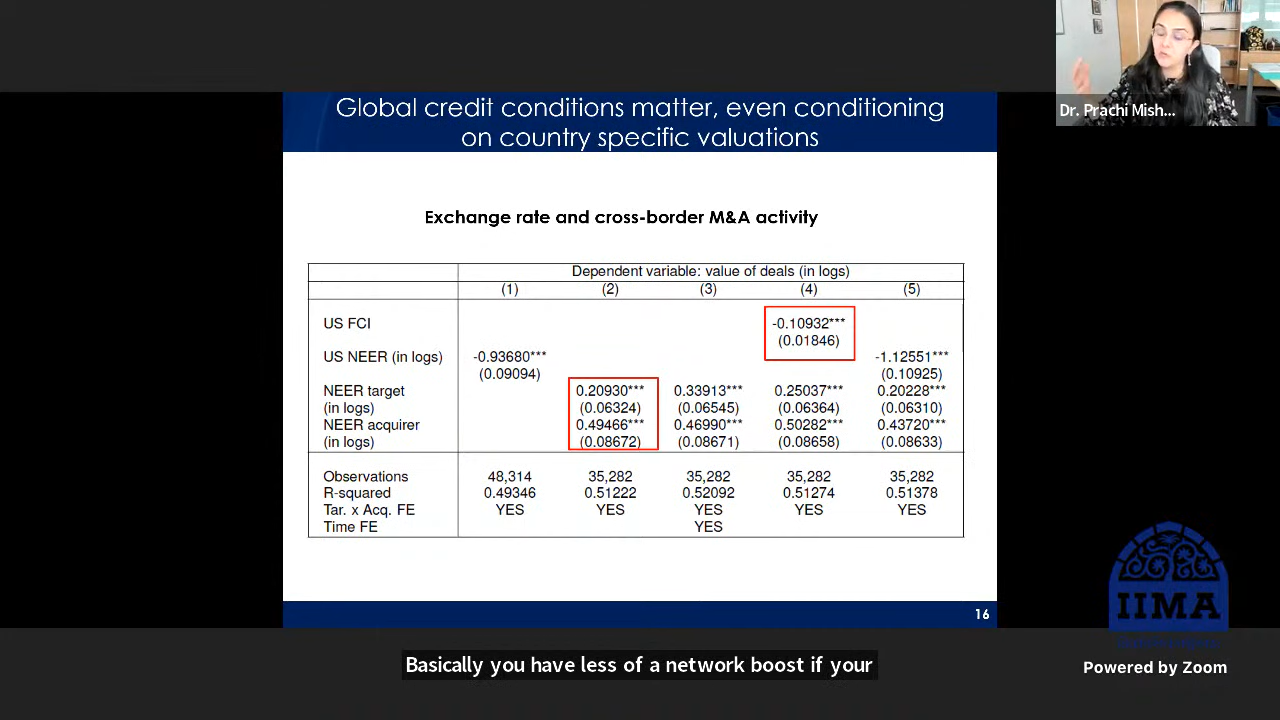 Dr. Prachi Mish...
Global credit conditions matter, even conditioning
on country specific valuations
Exchange rate and cross-border M&A activity
Dependent variable: value of deals (in logs)
(1) (2) (3) (4) (5)
US FCI -0.10932***
(0.01846)
US NEER (in logs) -0.93680*** -1.12551***
(0.09094) (0.10925)
NEER target 0.20930*** 0.33913*** 0.25037*** 0.20228***
(in logs) (0.06324) (0.06545) (0.06364) (0.06310)
NEER acquirer 0.49466*** 0.46990*** 0.50282*** 0.43720***
(in logs) (0.08672) (0.08671) (0.08658) (0.08633)
Observations 48,314 35,282 35,282 35,282 35,282
R-squared 0.49346 0.51222 0.52092 0.51274 0.51378
Tar. x Acq. FE YES YES YES YES YES
Time FE YES
16
IIMA
Basically you have less of a network boost if your
Powered by Zoom